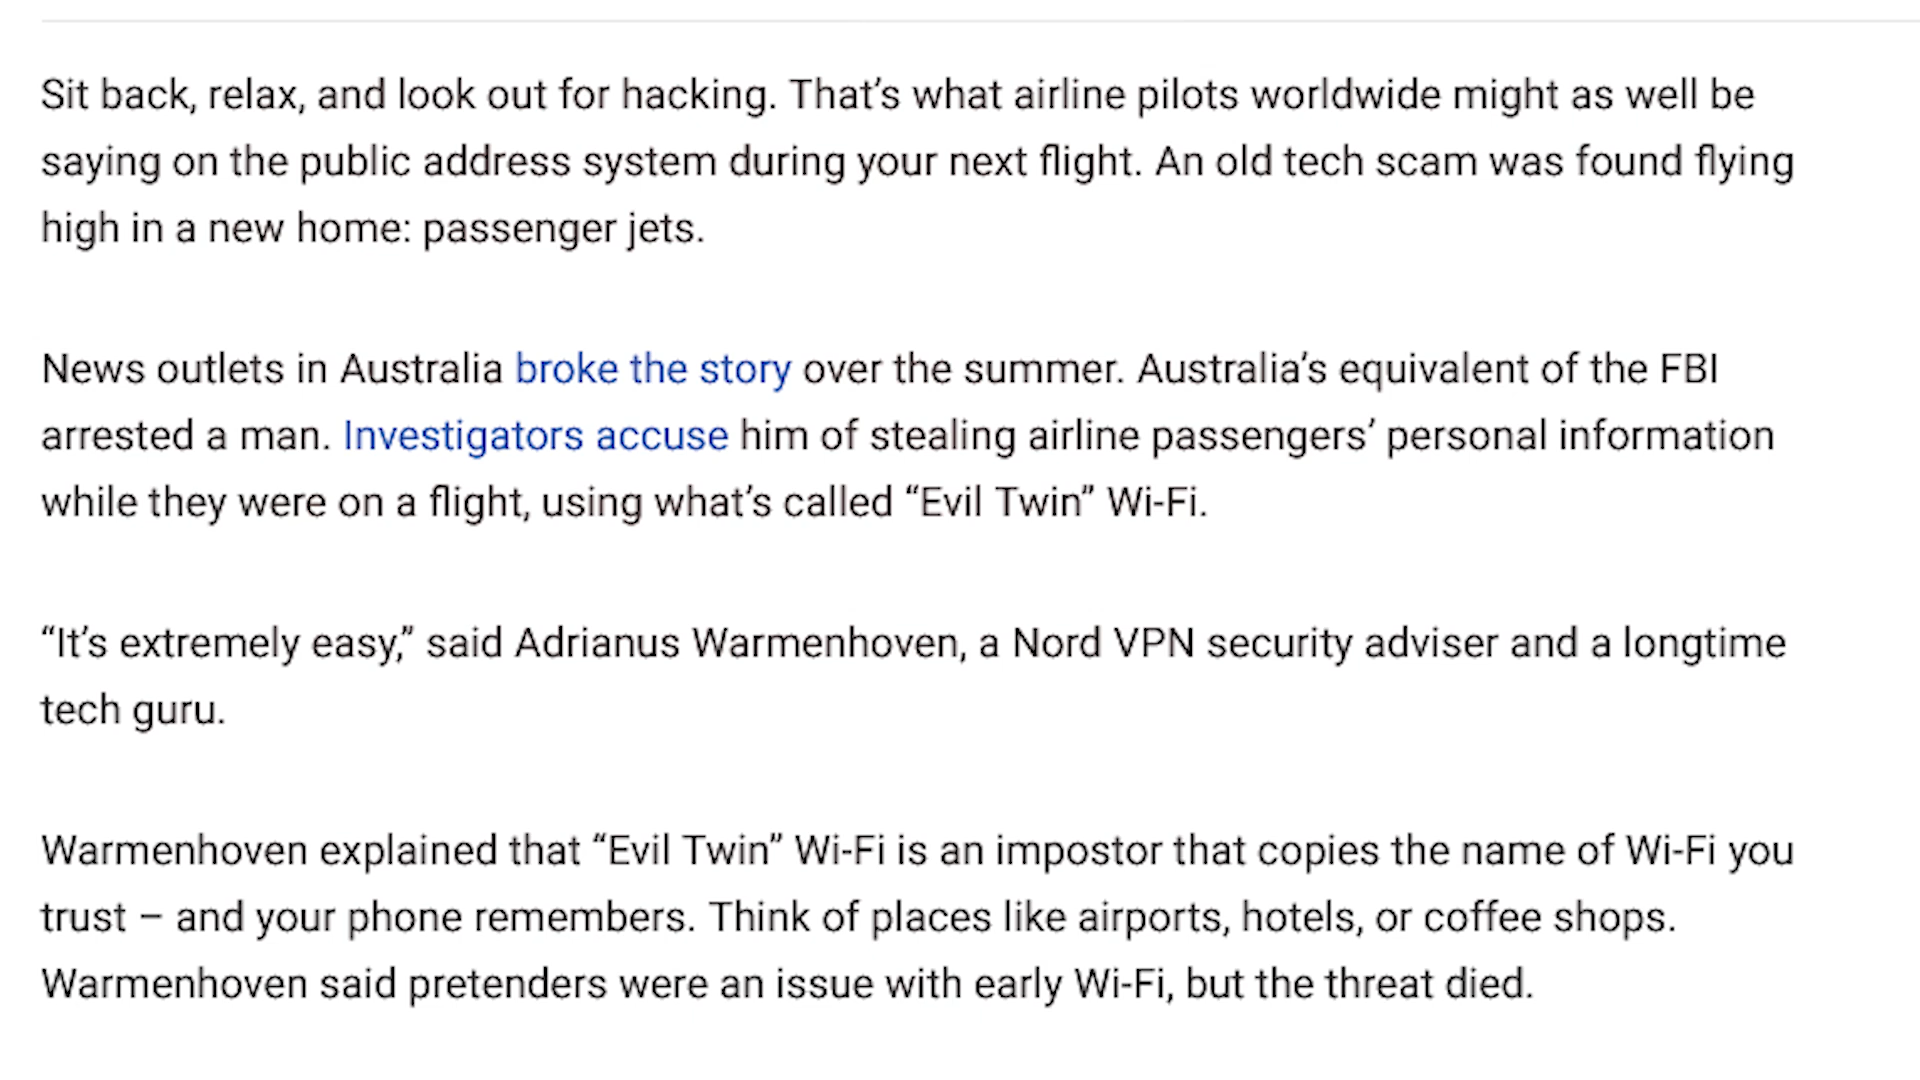 Sit back, relax, and look out for hacking. That’s what airline pilots worldwide might as well be
saying on the public address system during your next flight. An old tech scam was found flying
high in a new home: passenger jets.
News outlets in Australia broke the story over the summer. Australia’s equivalent of the FBI
arrested a man. Investigators accuse him of stealing airline passengers’ personal information
while they were on a flight, using what’s called “Evil Twin” Wi-Fi.
“It’s extremely easy,” said Adrianus Warmenhoven, a Nord VPN security adviser and a longtime
tech guru.
Warmenhoven explained that “Evil Twin” Wi-Fi is an impostor that copies the name of Wi-Fi you
trust – and your phone remembers. Think of places like airports, hotels, or coffee shops.
Warmenhoven said pretenders were an issue with early Wi-Fi, but the threat died.